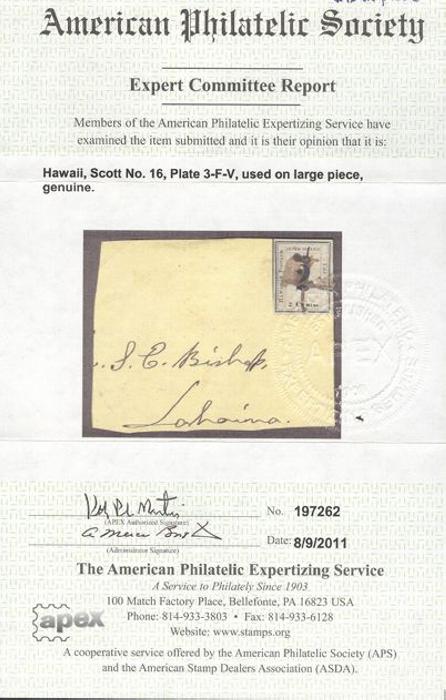 American Philatelic Society
Expert Committee Report
Members of the American Philatelic Expertizing Service have
examined the item submitted and it is their opinion that it is:
Hawaii, Scott No. 16, Plate 3-F-V, used on large piece,
genuine.
2 Cents
S. C. Bishop,
Lahaina.
(APEX Authorized Signature)
No. 197262
(Administrator Signature)
Date: 8/9/2011
The American Philatelic Expertizing Service
A Service to Philately Since 1903
100 Match Factory Place, Bellefonte, PA 16823 USA
Phone: 814-933-3803 • Fax: 814-933-6128
Website: www.stamps.org
apex
A cooperative service offered by the American Philatelic Society (APS)
and the American Stamp Dealers Association (ASDA).